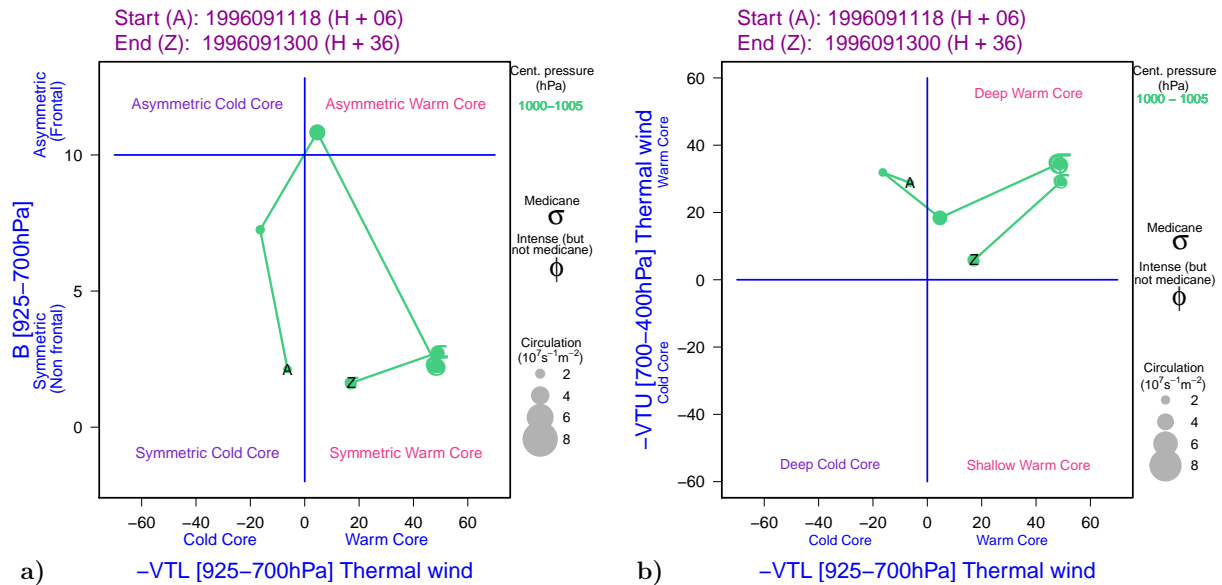 Start (A): 1996091118 (H + 06)
End (Z):  1996091300 (H + 36)
Asymmetric Cold Core
Asymmetric Warm Core
Symmetric Cold Core
Symmetric Warm Core
A
Z
B [925−700hPa]
Asymmetric
(Frontal)
Symmetric
(Non frontal)
10
5
0
−60
−40
−20
0
20
40
60
Cold Core
Warm Core
−VTL [925−700hPa] Thermal wind
a)
Cent. pressure
(hPa)
1000−1005
Medicane
σ
Intense (but
not medicane)
ϕ
Circulation
(10⁷s⁻¹m⁻²)
2
4
6
8
Start (A): 1996091118 (H + 06)
End (Z):  1996091300 (H + 36)
Deep Warm Core
Deep Cold Core
Shallow Warm Core
A
Z
−VTU [700−400hPa] Thermal wind
Warm Core
Cold Core
60
40
20
0
−20
−40
−60
−60
−40
−20
0
20
40
60
Cold Core
Warm Core
−VTL [925−700hPa] Thermal wind
b)
Cent. pressure
(hPa)
1000 − 1005
Medicane
σ
Intense (but
not medicane)
ϕ
Circulation
(10⁷s⁻¹m⁻²)
2
4
6
8